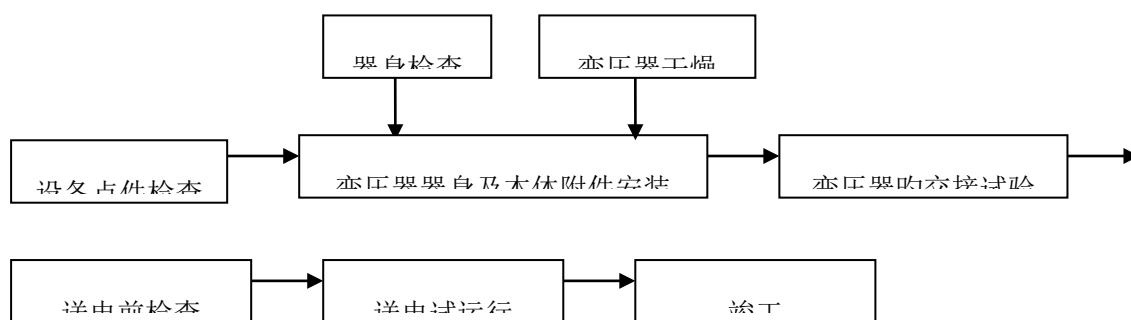 器身检查
变压器干燥
设备点件检查
变压器器身及本体附件安装
变压器的交接试验
送电前检查
送电试运行
竣工